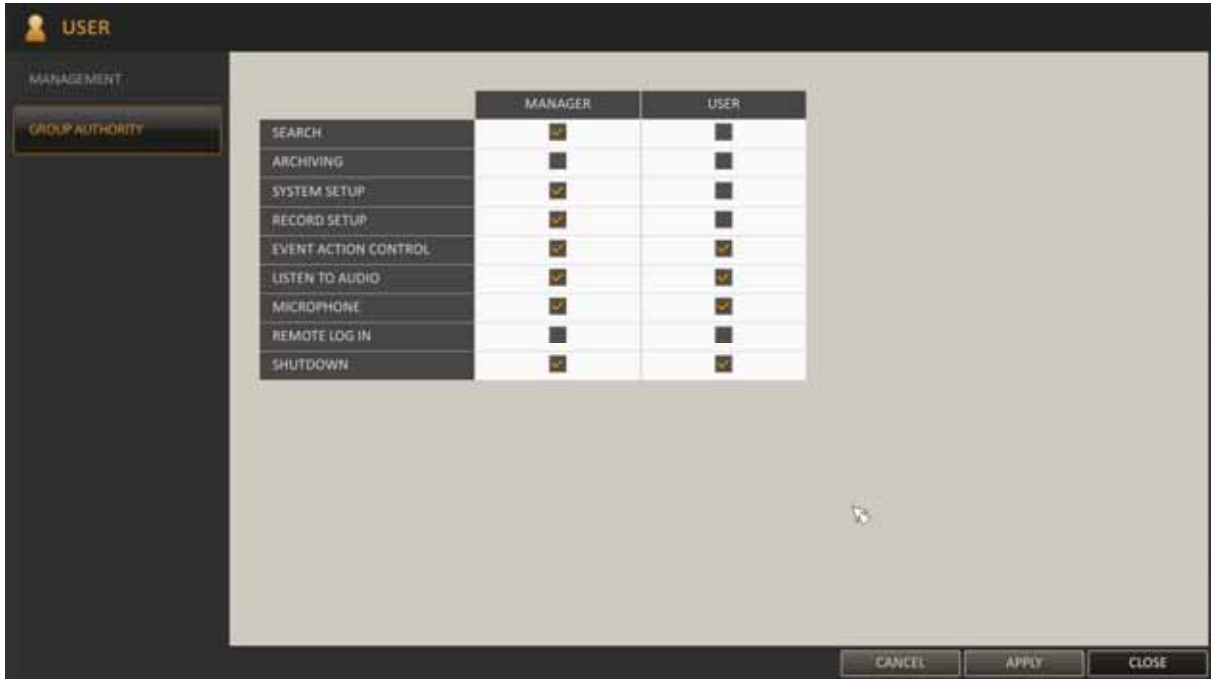 USER
MANAGEMENT
GROUP AUTHORITY
MANAGER USER
SEARCH
ARCHIVING
SYSTEM SETUP
RECORD SETUP
EVENT ACTION CONTROL
LISTEN TO AUDIO
MICROPHONE
REMOTE LOG IN
SHUTDOWN
CANCEL APPLY CLOSE